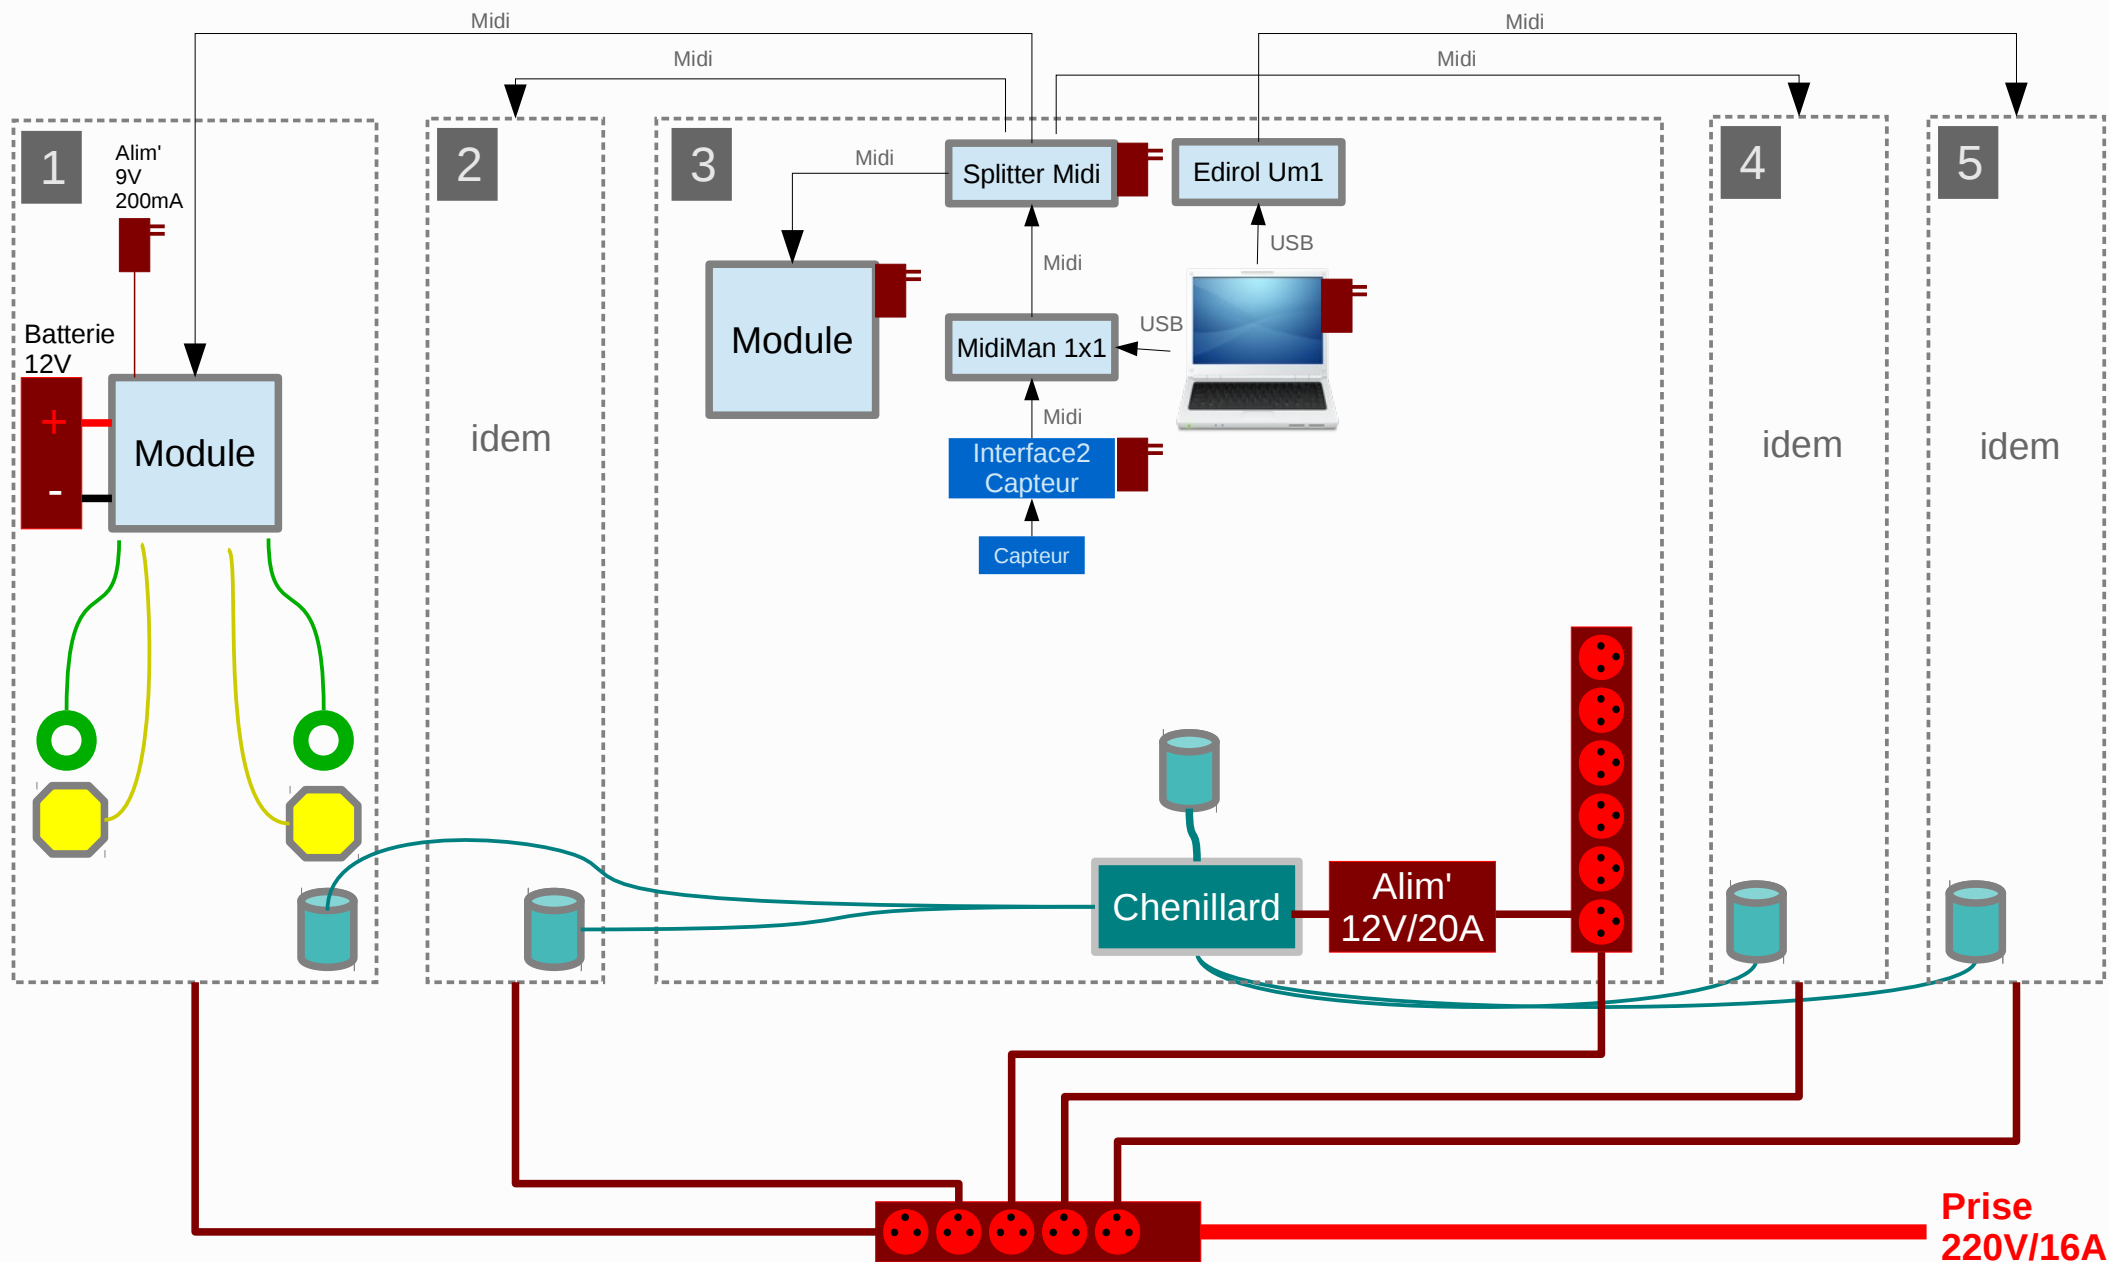 Midi
Midi
Midi
Midi
1
Alim'
9V
200mA
Batterie
12V
+
-
Module
2
idem
3
Midi
Splitter Midi
Edirol Um1
USB
Midi
Module
MidiMan 1x1
USB
Midi
Interface2
Capteur
Capteur
Chenillard
Alim'
12V/20A
4
idem
5
idem
Prise
220V/16A